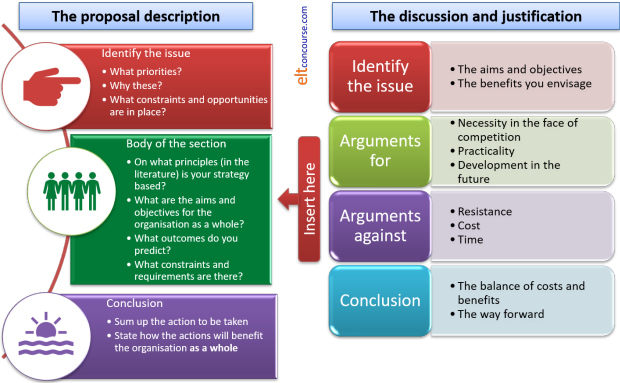 The proposal description
Identify the issue
• What priorities?
• Why these?
• What constraints and opportunities
are in place?
Body of the section
• On what principles (in the
literature) is your strategy
based?
• What are the aims and
objectives for the
organisation as a whole?
• What outcomes do you
predict?
• What constraints and
requirements are there?
Conclusion
• Sum up the action to be taken
• State how the actions will benefit
the organisation as a whole
eltconcourse.com
Insert here
The discussion and justification
Identify
the issue
• The aims and objectives
• The benefits you envisage
Arguments
for
• Necessity in the face of
competition
• Practicality
• Development in the
future
Arguments
against
• Resistance
• Cost
• Time
Conclusion
• The balance of costs and
benefits
• The way forward